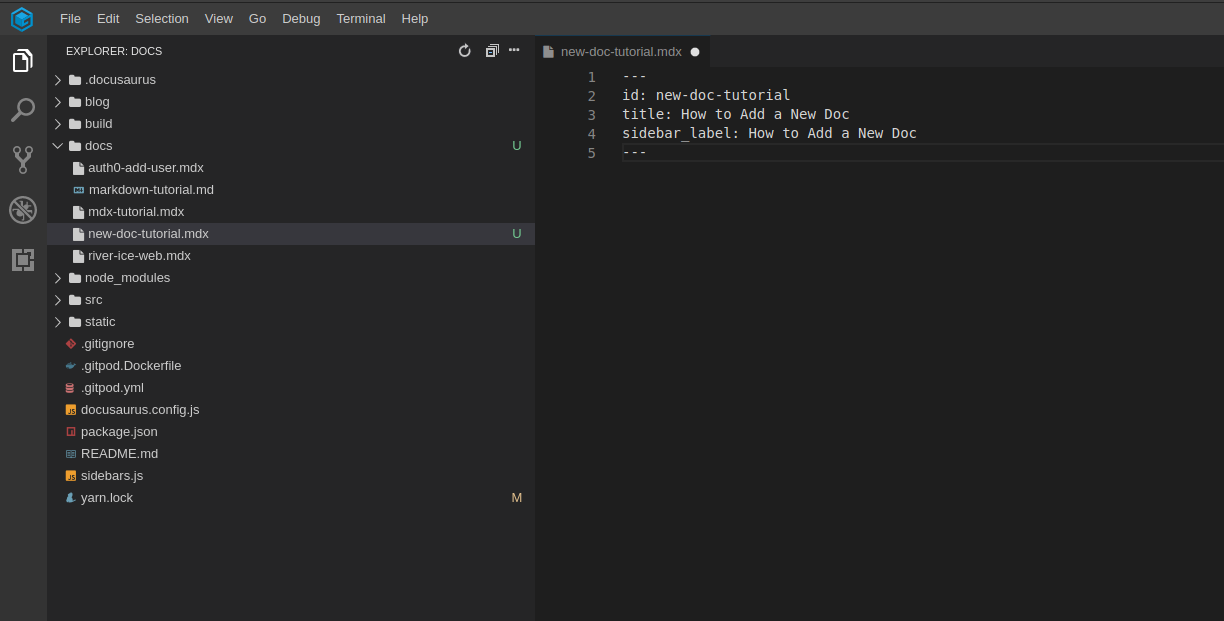 File Edit Selection View Go Debug Terminal Help
EXPLORER: DOCS
.docusaurus
blog
build
docs U
auth0-add-user.mdx
markdown-tutorial.md
mdx-tutorial.mdx
new-doc-tutorial.mdx U
river-ice-web.mdx
node_modules
src
static
.gitignore
.gitpod.Dockerfile
.gitpod.yml
docusaurus.config.js
package.json
README.md
sidebars.js
yarn.lock M
new-doc-tutorial.mdx
1 ---
2 id: new-doc-tutorial
3 title: How to Add a New Doc
4 sidebar_label: How to Add a New Doc
5 ---